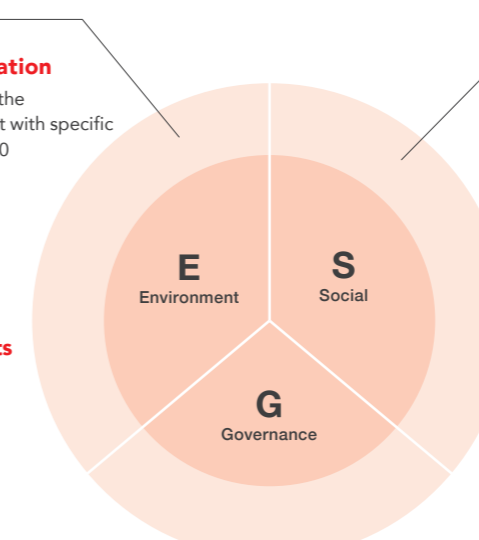 ation
the
t with specific
0
E
Environment
S
Social
ts
G
Governance